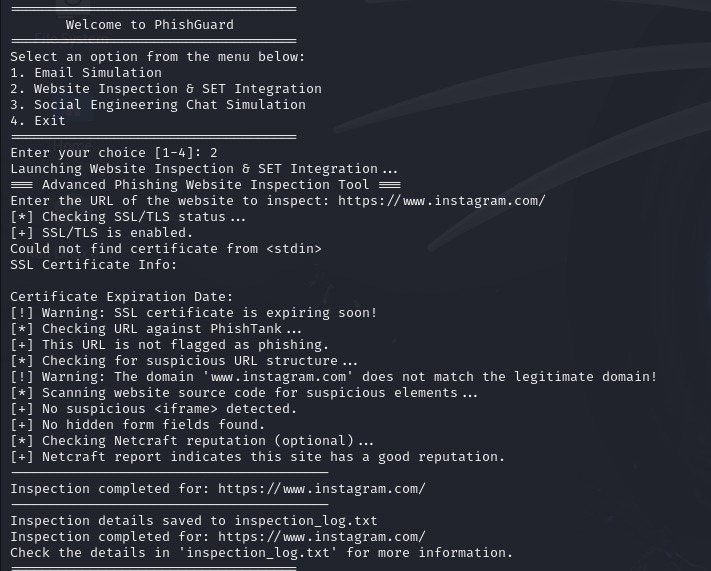 Welcome to PhishGuard
Select an option from the menu below:
1. Email Simulation
2. Website Inspection & SET Integration
3. Social Engineering Chat Simulation
4. Exit
Enter your choice [1-4]: 2
Launching Website Inspection & SET Integration...
=== Advanced Phishing Website Inspection Tool ===
Enter the URL of the website to inspect: https://www.instagram.com/
[*] Checking SSL/TLS status...
[+] SSL/TLS is enabled.
Could not find certificate from <stdin>
SSL Certificate Info:
Certificate Expiration Date:
[!] Warning: SSL certificate is expiring soon!
[*] Checking URL against PhishTank...
[+] This URL is not flagged as phishing.
[*] Checking for suspicious URL structure...
[!] Warning: The domain 'www.instagram.com' does not match the legitimate domain!
[*] Scanning website source code for suspicious elements...
[+] No suspicious <iframe> detected.
[+] No hidden form fields found.
[*] Checking Netcraft reputation (optional)...
[+] Netcraft report indicates this site has a good reputation.
Inspection completed for: https://www.instagram.com/
Inspection details saved to inspection_log.txt
Inspection completed for: https://www.instagram.com/
Check the details in 'inspection_log.txt' for more information.